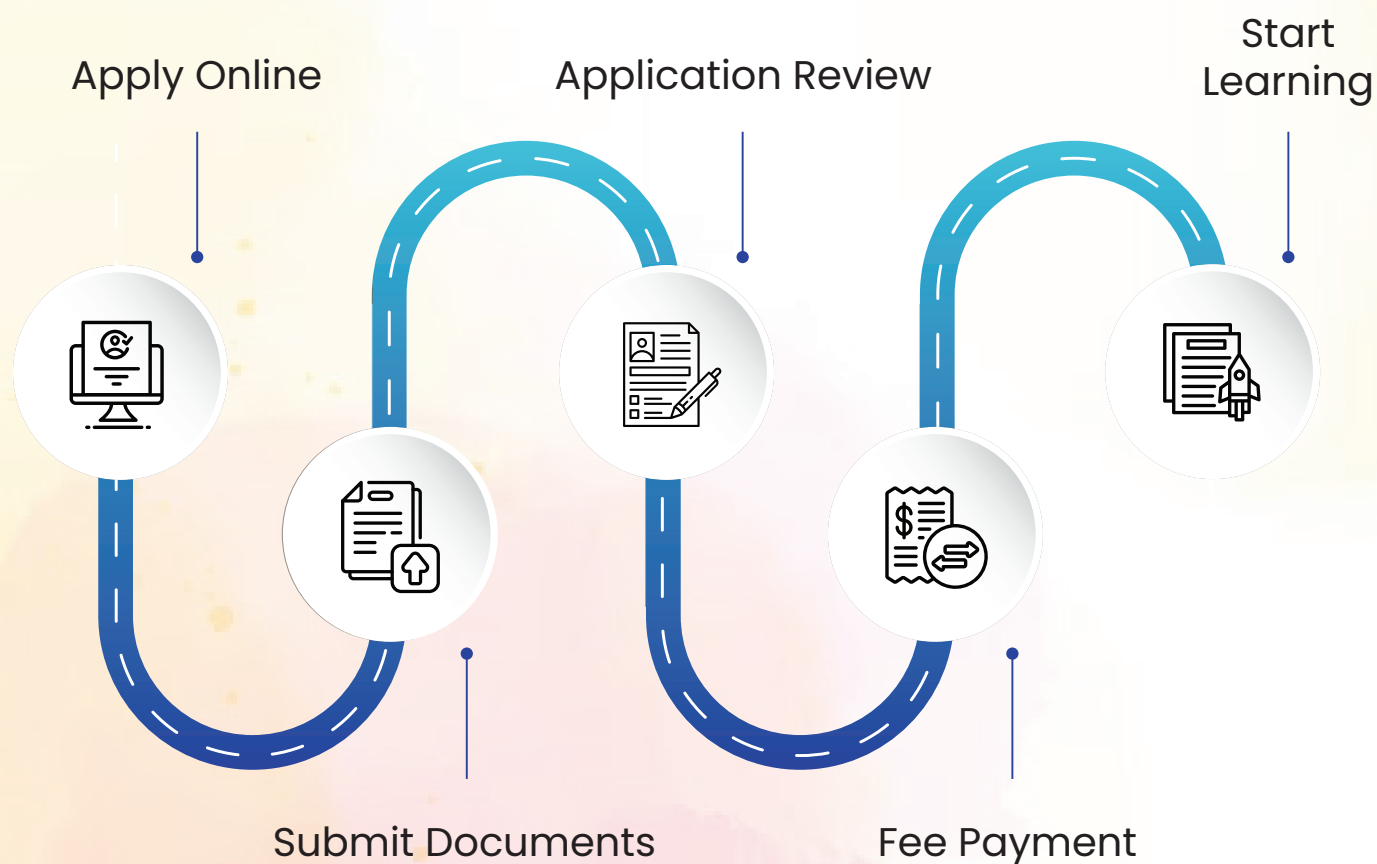 Apply Online
Submit Documents
Application Review
Fee Payment
Start
Learning
$